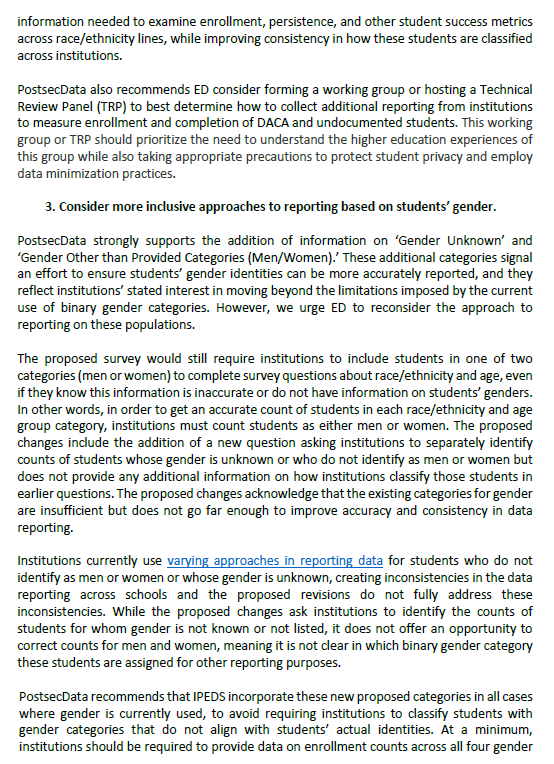 information needed to examine enrollment, persistence, and other student success metrics
across race/ethnicity lines, while improving consistency in how these students are classified
across institutions.
PostsecData also recommends ED consider forming a working group or hosting a Technical
Review Panel (TRP) to best determine how to collect additional reporting from institutions
to measure enrollment and completion of DACA and undocumented students. This working
group or TRP should prioritize the need to understand the higher education experiences of
this group while also taking appropriate precautions to protect student privacy and employ
data minimization practices.
3. Consider more inclusive approaches to reporting based on students’ gender.
PostsecData strongly supports the addition of information on ‘Gender Unknown’ and
‘Gender Other than Provided Categories (Men/Women).’ These additional categories signal
an effort to ensure students’ gender identities can be more accurately reported, and they
reflect institutions’ stated interest in moving beyond the limitations imposed by the current
use of binary gender categories. However, we urge ED to reconsider the approach to
reporting on these populations.
The proposed survey would still require institutions to include students in one of two
categories (men or women) to complete survey questions about race/ethnicity and age, even
if they know this information is inaccurate or do not have information on students’ genders.
In other words, in order to get an accurate count of students in each race/ethnicity and age
group category, institutions must count students as either men or women. The proposed
changes include the addition of a new question asking institutions to separately identify
counts of students whose gender is unknown or who do not identify as men or women but
does not provide any additional information on how institutions classify those students in
earlier questions. The proposed changes acknowledge that the existing categories for gender
are insufficient but does not go far enough to improve accuracy and consistency in data
reporting.
Institutions currently use varying approaches in reporting data for students who do not
identify as men or women or whose gender is unknown, creating inconsistencies in the data
reporting across schools and the proposed revisions do not fully address these
inconsistencies. While the proposed changes ask institutions to identify the counts of
students for whom gender is not known or not listed, it does not offer an opportunity to
correct counts for men and women, meaning it is not clear in which binary gender category
these students are assigned for other reporting purposes.
PostsecData recommends that IPEDS incorporate these new proposed categories in all cases
where gender is currently used, to avoid requiring institutions to classify students with
gender categories that do not align with students’ actual identities. At a minimum,
institutions should be required to provide data on enrollment counts across all four gender